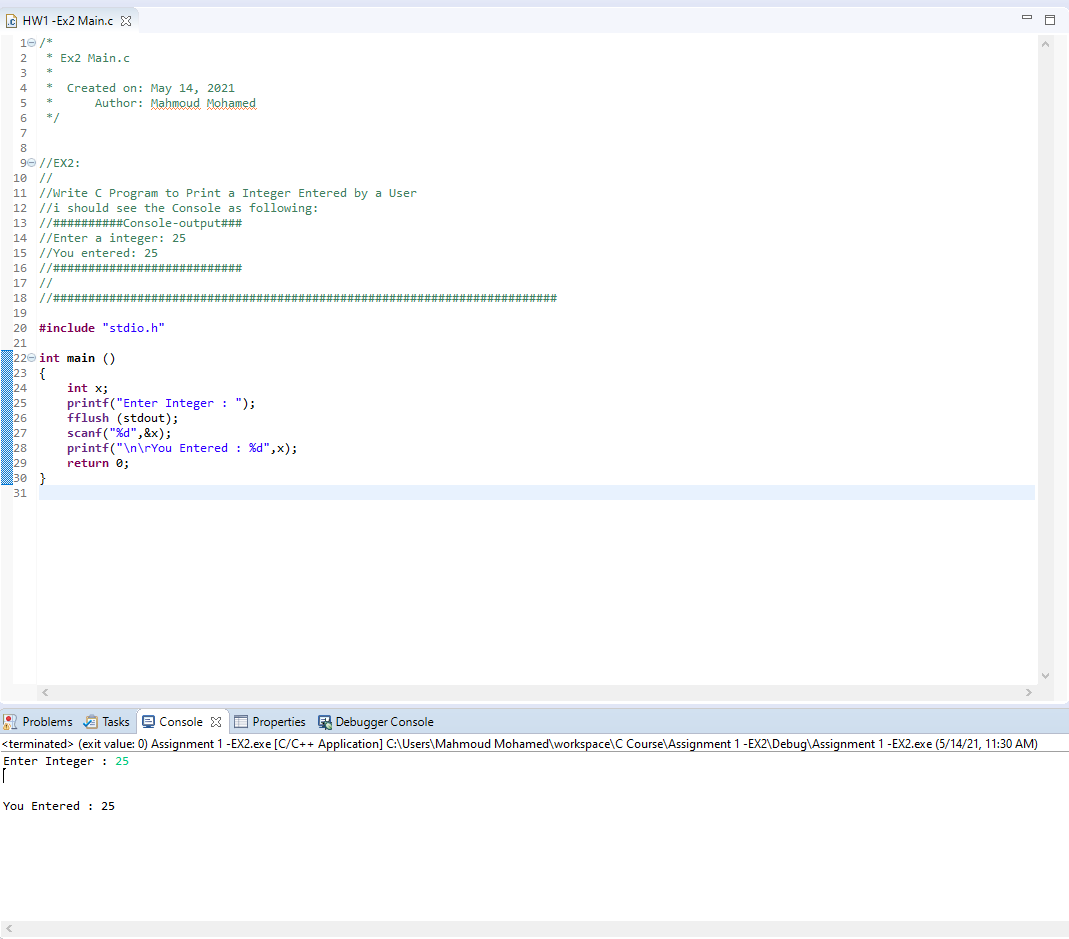 HW1 -Ex2 Main.c
1 /*
2  * Ex2 Main.c
3  *
4  *  Created on: May 14, 2021
5  *      Author: Mahmoud Mohamed
6  */
7
8
9 //EX2:
10 //
11 //Write C Program to Print a Integer Entered by a User
12 //i should see the Console as following:
13 //##########Console-output###
14 //Enter a integer: 25
15 //You entered: 25
16 //###########################
17 //
18 //########################################################################
19
20 #include "stdio.h"
21
22 int main ()
23 {
24     int x;
25     printf("Enter Integer : ");
26     fflush (stdout);
27     scanf("%d",&x);
28     printf("\n\rYou Entered : %d",x);
29     return 0;
30 }
31
Problems Tasks Console Properties Debugger Console
<terminated> (exit value: 0) Assignment 1 -EX2.exe [C/C++ Application] C:\Users\Mahmoud Mohamed\workspace\C Course\Assignment 1 -EX2\Debug\Assignment 1 -EX2.exe (5/14/21, 11:30 AM)
Enter Integer : 25
You Entered : 25